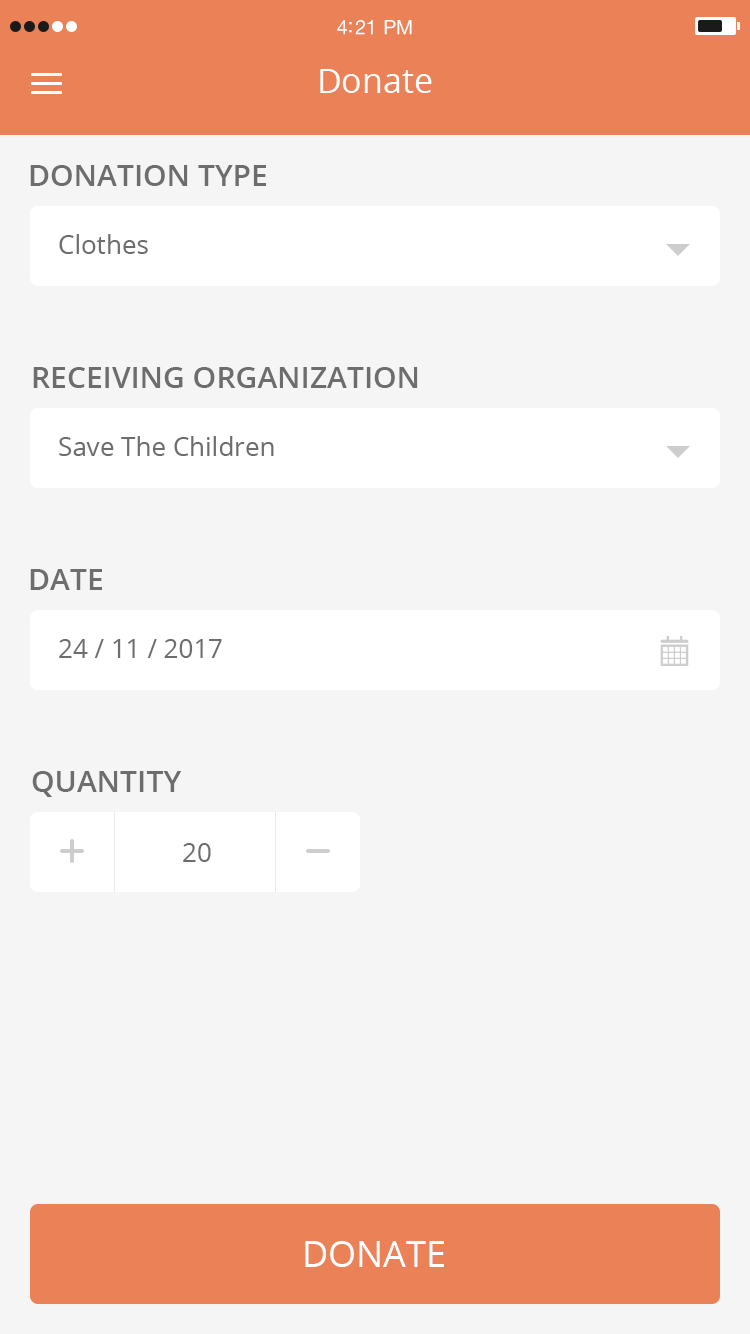 4:21 PM
Donate
DONATION TYPE
Clothes
RECEIVING ORGANIZATION
Save The Children
DATE
24 / 11 / 2017
QUANTITY
20
DONATE